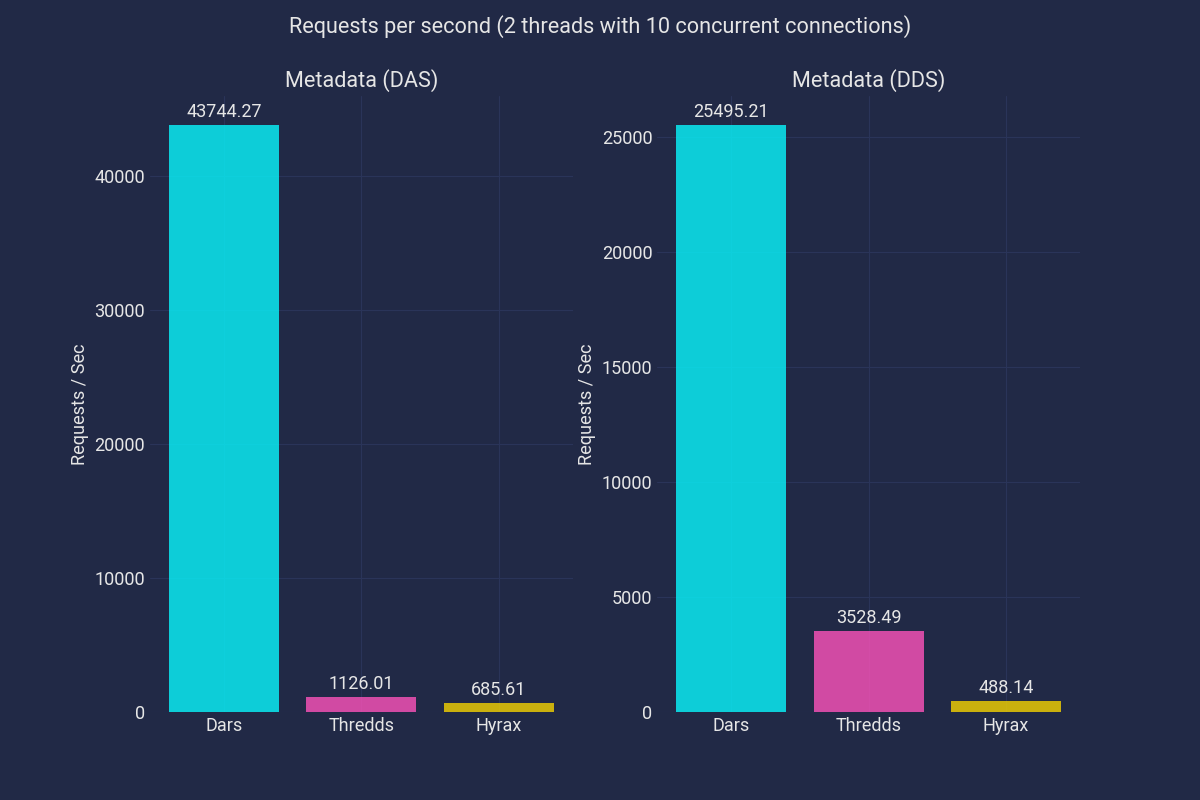 Requests per second (2 threads with 10 concurrent connections)
Metadata (DAS)
43744.27
40000
30000
20000
10000
0
Requests / Sec
1126.01
685.61
Dars
Thredds
Hyrax
Metadata (DDS)
25495.21
25000
20000
15000
10000
5000
0
Requests / Sec
3528.49
488.14
Dars
Thredds
Hyrax